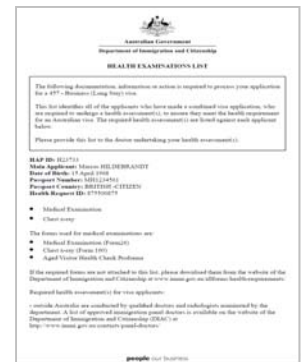 Australian Government
Department of Immigration and Citizenship
HEALTH EXAMINATIONS LIST
The following documentation, information or action is required to process your application
for a 457 - Business (Long Stay) visa.
This list identifies all of the applicants who have made a combined visa application, who
are required to undergo a health assessment(s), to ensure they meet the health requirement
for an Australian visa. The required health assessment(s) are listed against each applicant
below.
Please provide this list to the doctor undertaking your health assessment(s).
HAP ID:
Main Applicant: HILDEBRANDT
Date of Birth: 15 April 1968
Passport Number:
Passport Country: BRITISH - CITIZEN
Health Request ID:
• Medical Examination
• Chest x-ray
The forms used for medical examinations are:
• Medical Examination (Form 26)
• Chest x-ray (Form 160)
• Aged Visitor Health Check Proforma
If the required forms are not attached to this list, please download them from the website of the
Department of Immigration and Citizenship at
Required health assessment(s) for visa applicants:
- outside Australia are conducted by qualified doctors and radiologists nominated by the
department. A list of approved immigration panel doctors is available on the website of the
Department of Immigration and Citizenship (DIAC) at
http://www.immi.gov.au/contacts/panel-doctors/
people our business